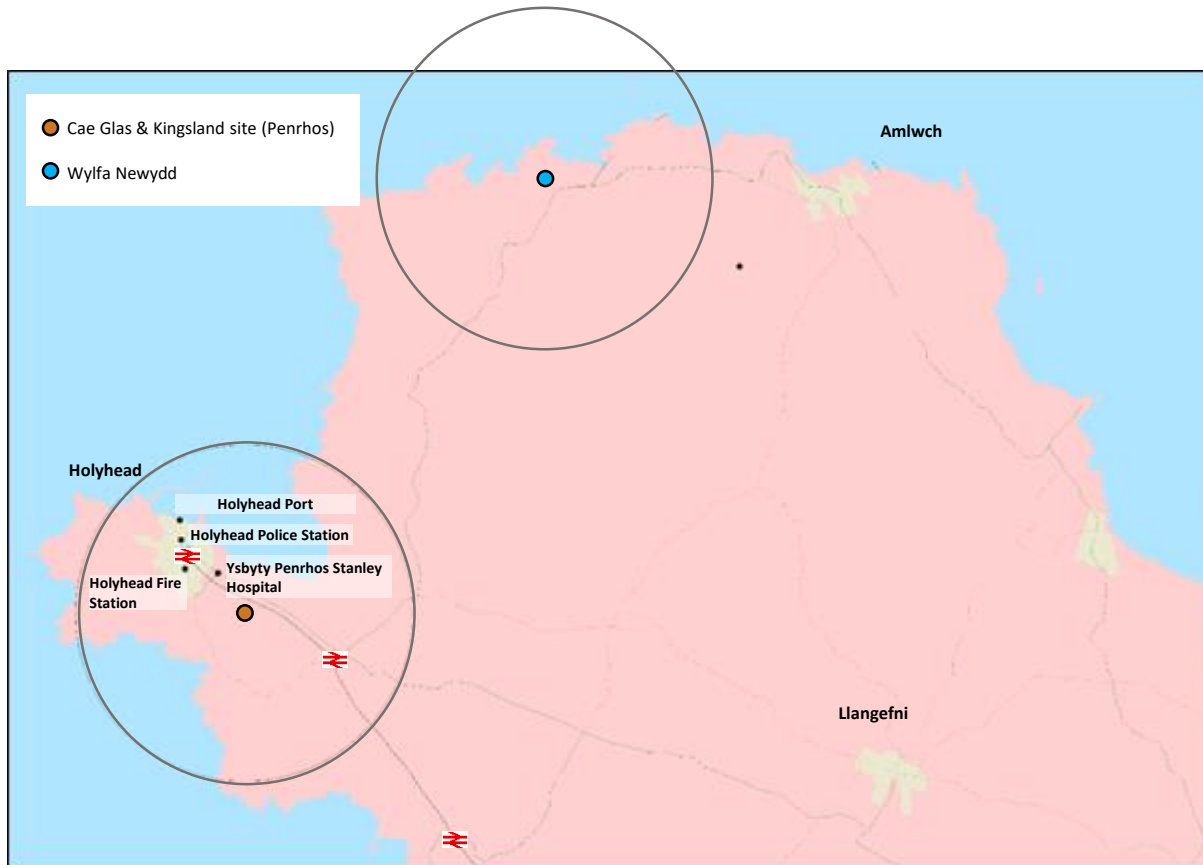 Cae Glas & Kingsland site (Penrhos)
Wylfa Newydd
Amlwch
Holyhead
Holyhead Port
Holyhead Police Station
Ysbyty Penrhos Stanley
Hospital
Holyhead Fire
Station
Llangefni